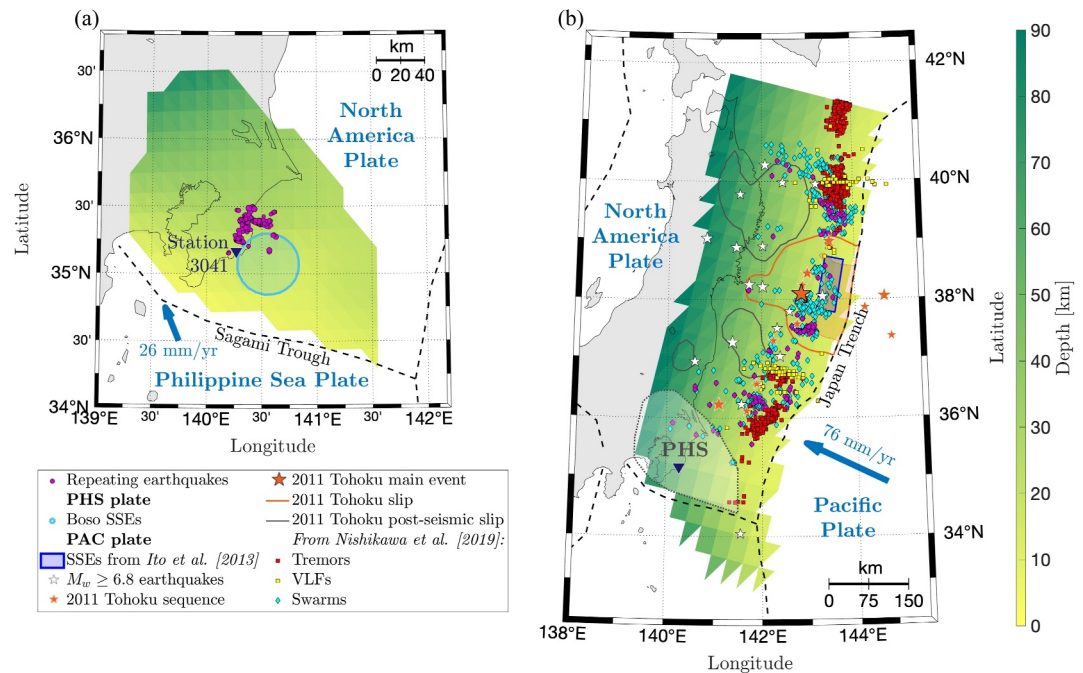 (a)
km
0 20 40
30'
36°N
30'
35°N
30'
34°N
139°E
30'
140°E
30'
141°E
30'
142°E
Latitude
Longitude
North
America
Plate
Station
3041
26 mm/yr
Sagami Trough
Philippine Sea Plate
Repeating earthquakes
PHS plate
Boso SSEs
PAC plate
SSEs from Ito et al. [2013]
Mw ≥ 6.8 earthquakes
2011 Tohoku sequence
2011 Tohoku main event
2011 Tohoku slip
2011 Tohoku post-seismic slip
From Nishikawa et al. [2019]:
Tremors
VLFs
Swarms
(b)
42°N
40°N
38°N
36°N
34°N
138°E
140°E
142°E
144°E
Latitude
Longitude
North
America
Plate
PHS
Japan Trench
76 mm/yr
Pacific
Plate
km
0 75 150
90
80
70
60
50
40
30
20
10
0
Depth [km]